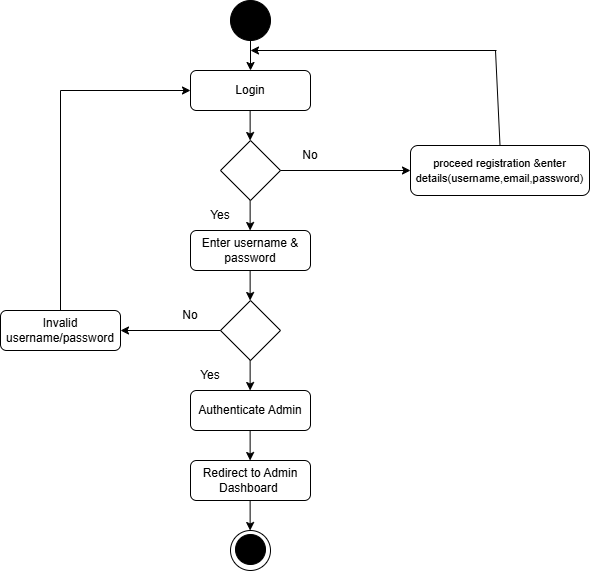 Login
No
proceed registration &enter
details(username,email,password)
Yes
Enter username &
password
No
Invalid
username/password
Yes
Authenticate Admin
Redirect to Admin
Dashboard